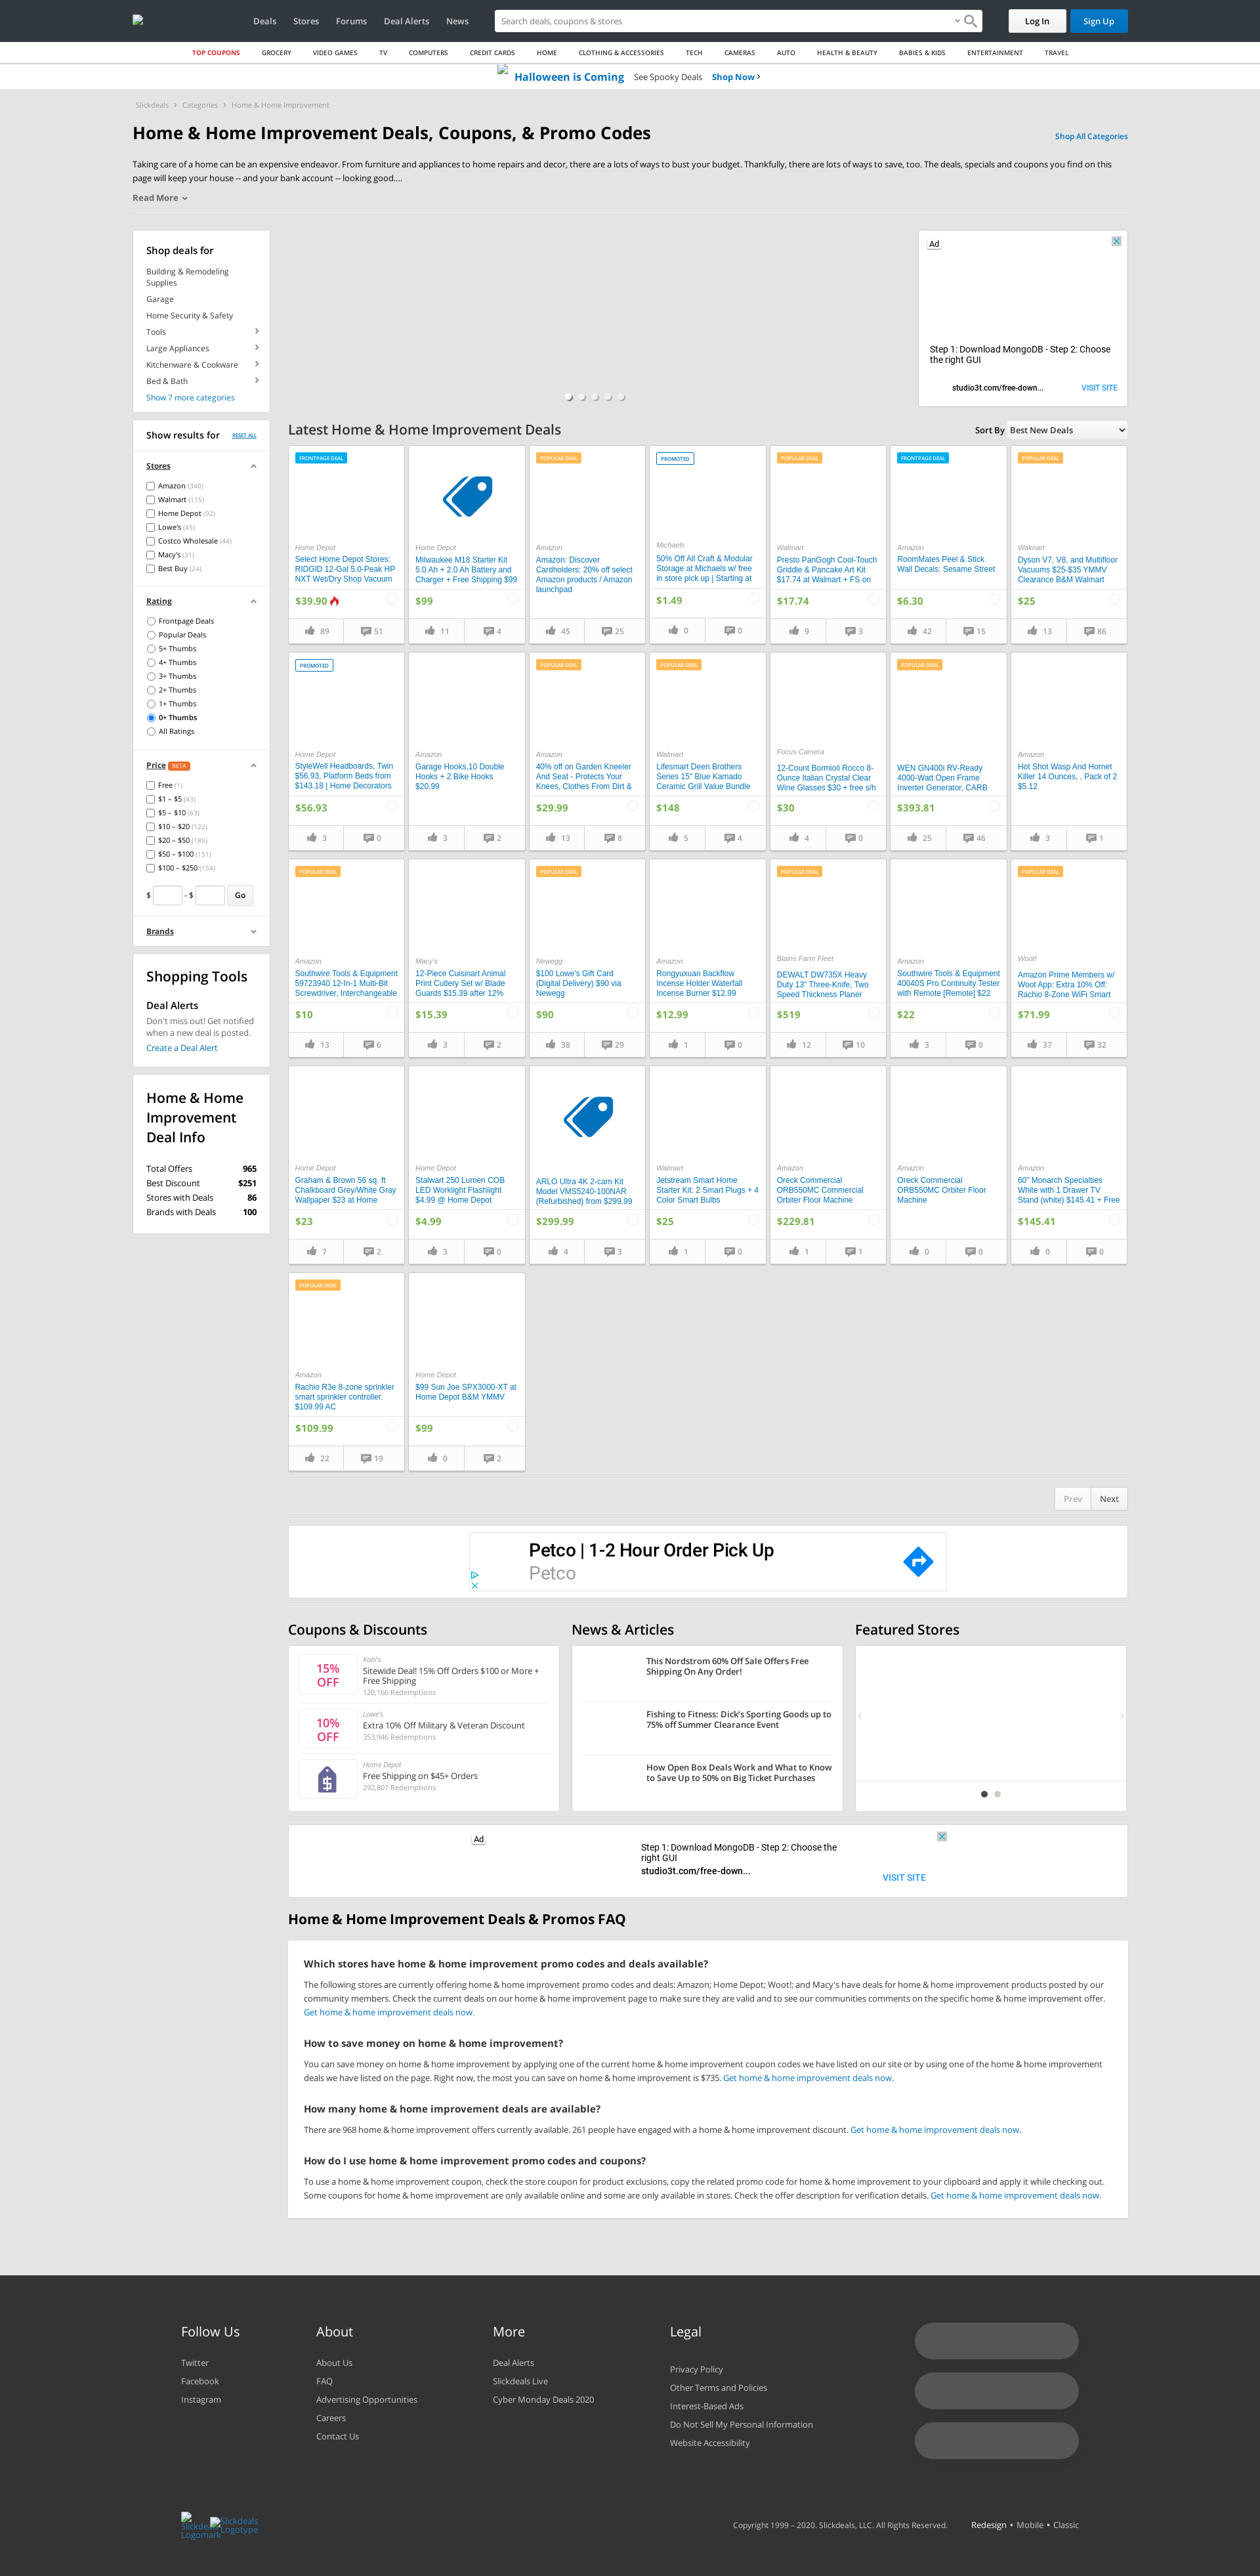 Deals Stores Forums Deal Alerts News Search deals, coupons & stores Log In Sign Up
TOP COUPONS GROCERY VIDEO GAMES TV COMPUTERS CREDIT CARDS HOME CLOTHING & ACCESSORIES TECH CAMERAS AUTO HEALTH & BEAUTY BABIES & KIDS ENTERTAINMENT TRAVEL
Halloween is Coming See Spooky Deals Shop Now
Slickdeals > Categories > Home & Home Improvement
Home & Home Improvement Deals, Coupons, & Promo Codes
Shop All Categories
Taking care of a home can be an expensive endeavor. From furniture and appliances to home repairs and decor, there are a lots of ways to bust your budget. Thankfully, there are lots of ways to save, too. The deals, specials and coupons you find on this
page will keep your house -- and your bank account -- looking good....
Read More
Shop deals for
Building & Remodeling
Supplies
Garage
Home Security & Safety
Tools
Large Appliances
Kitchenware & Cookware
Bed & Bath
Show 7 more categories
Ad
Step 1: Download MongoDB - Step 2: Choose
the right GUI
studio3t.com/free-down... VISIT SITE
Show results for RESET ALL
Stores
Amazon (340)
Walmart (115)
Home Depot (92)
Lowe's (45)
Costco Wholesale (44)
Macy's (31)
Best Buy (24)
Rating
Frontpage Deals
Popular Deals
5+ Thumbs
4+ Thumbs
3+ Thumbs
2+ Thumbs
1+ Thumbs
0+ Thumbs
All Ratings
Price BETA
Free (1)
$1 – $5 (43)
$5 – $10 (63)
$10 – $20 (122)
$20 – $50 (185)
$50 – $100 (151)
$100 – $250 (154)
$ - $ Go
Brands
Shopping Tools
Deal Alerts
Don't miss out! Get notified
when a new deal is posted.
Create a Deal Alert
Home & Home
Improvement
Deal Info
Total Offers 965
Best Discount $251
Stores with Deals 86
Brands with Deals 100
Latest Home & Home Improvement Deals
Sort By Best New Deals
FRONTPAGE DEAL
Home Depot
Select Home Depot Stores:
RIDGID 12-Gal 5.0-Peak HP
NXT Wet/Dry Shop Vacuum
$39.90
89 51
Home Depot
Milwaukee M18 Starter Kit
5.0 Ah + 2.0 Ah Battery and
Charger + Free Shipping $99
$99
11 4
POPULAR DEAL
Amazon
Amazon: Discover
Cardholders: 20% off select
Amazon products / Amazon
launchpad
45 25
PROMOTED
Michaels
50% Off All Craft & Modular
Storage at Michaels w/ free
in store pick up | Starting at
$1.49
0 0
POPULAR DEAL
Walmart
Presto PanGogh Cool-Touch
Griddle & Pancake Art Kit
$17.74 at Walmart + FS on
$17.74
9 3
FRONTPAGE DEAL
Amazon
RoomMates Peel & Stick
Wall Decals: Sesame Street
$6.30
42 15
POPULAR DEAL
Walmart
Dyson V7, V8, and Multifloor
Vacuums $25-$35 YMMV
Clearance B&M Walmart
$25
13 86
PROMOTED
Home Depot
StyleWell Headboards, Twin
$56.93, Platform Beds from
$143.18 | Home Decorators
$56.93
3 0
Amazon
Garage Hooks,10 Double
Hooks + 2 Bike Hooks
$20.99
3 2
POPULAR DEAL
Amazon
40% off on Garden Kneeler
And Seat - Protects Your
Knees, Clothes From Dirt &
$29.99
13 8
POPULAR DEAL
Walmart
Lifesmart Deen Brothers
Series 15" Blue Kamado
Ceramic Grill Value Bundle
$148
5 4
Focus Camera
12-Count Bormioli Rocco 8-
Ounce Italian Crystal Clear
Wine Glasses $30 + free s/h
$30
4 0
POPULAR DEAL
WEN GN400i RV-Ready
4000-Watt Open Frame
Inverter Generator, CARB
$393.81
25 46
Amazon
Hot Shot Wasp And Hornet
Killer 14 Ounces, , Pack of 2
$5.12
3 1
POPULAR DEAL
Amazon
Southwire Tools & Equipment
59723940 12-In-1 Multi-Bit
Screwdriver, Interchangeable
$10
13 6
Macy's
12-Piece Cuisinart Animal
Print Cutlery Set w/ Blade
Guards $15.39 after 12%
$15.39
3 2
POPULAR DEAL
Newegg
$100 Lowe's Gift Card
(Digital Delivery) $90 via
Newegg
$90
38 29
Amazon
Rongyuxuan Backflow
Incense Holder Waterfall
Incense Burner $12.99
$12.99
1 0
POPULAR DEAL
Blains Farm Fleet
DEWALT DW735X Heavy
Duty 13" Three-Knife, Two
Speed Thickness Planer
$519
12 10
Amazon
Southwire Tools & Equipment
40040S Pro Continuity Tester
with Remote [Remote] $22
$22
3 0
POPULAR DEAL
Woot!
Amazon Prime Members w/
Woot App: Extra 10% Off:
Rachio 8-Zone WiFi Smart
$71.99
37 32
Home Depot
Graham & Brown 56 sq. ft
Chalkboard Grey/White Gray
Wallpaper $23 at Home
$23
7 2
Home Depot
Stalwart 250 Lumen COB
LED Worklight Flashlight
$4.99 @ Home Depot
$4.99
3 0
ARLO Ultra 4K 2-cam Kit
Model VMS5240-100NAR
(Refurbished) from $299.99
$299.99
4 3
Walmart
Jetstream Smart Home
Starter Kit: 2 Smart Plugs + 4
Color Smart Bulbs
$25
1 0
Amazon
Oreck Commercial
ORB550MC Commercial
Orbiter Floor Machine
$229.81
1 1
Amazon
Oreck Commercial
ORB550MC Orbiter Floor
Machine
0 0
Amazon
60" Monarch Specialties
White with 1 Drawer TV
Stand (white) $145.41 + Free
$145.41
0 0
POPULAR DEAL
Amazon
Rachio R3e 8-zone sprinkler
smart sprinkler controller.
$109.99 AC
$109.99
22 19
Home Depot
$99 Sun Joe SPX3000-XT at
Home Depot B&M YMMV
$99
0 2
Prev Next
Petco | 1-2 Hour Order Pick Up
Petco
Coupons & Discounts
15%
OFF
Kohl's
Sitewide Deal! 15% Off Orders $100 or More +
Free Shipping
120,166 Redemptions
10%
OFF
Lowe's
Extra 10% Off Military & Veteran Discount
353,946 Redemptions
Home Depot
Free Shipping on $45+ Orders
292,807 Redemptions
News & Articles
This Nordstrom 60% Off Sale Offers Free
Shipping On Any Order!
Fishing to Fitness: Dick's Sporting Goods up to
75% off Summer Clearance Event
How Open Box Deals Work and What to Know
to Save Up to 50% on Big Ticket Purchases
Featured Stores
Ad
Step 1: Download MongoDB - Step 2: Choose the
right GUI
studio3t.com/free-down...
VISIT SITE
Home & Home Improvement Deals & Promos FAQ
Which stores have home & home improvement promo codes and deals available?
The following stores are currently offering home & home improvement promo codes and deals: Amazon; Home Depot; Woot!; and Macy's have deals for home & home improvement products posted by our
community members. Check the current deals on our home & home improvement page to make sure they are valid and to see our communities comments on the specific home & home improvement offer.
Get home & home improvement deals now.
How to save money on home & home improvement?
You can save money on home & home improvement by applying one of the current home & home improvement coupon codes we have listed on our site or by using one of the home & home improvement
deals we have listed on the page. Right now, the most you can save on home & home improvement is $735. Get home & home improvement deals now.
How many home & home improvement deals are available?
There are 968 home & home improvement offers currently available. 261 people have engaged with a home & home improvement discount. Get home & home improvement deals now.
How do I use home & home improvement promo codes and coupons?
To use a home & home improvement coupon, check the store coupon for product exclusions, copy the related promo code for home & home improvement to your clipboard and apply it while checking out.
Some coupons for home & home improvement are only available online and some are only available in stores. Check the offer description for verification details. Get home & home improvement deals now.
Follow Us
Twitter
Facebook
Instagram
About
About Us
FAQ
Advertising Opportunities
Careers
Contact Us
More
Deal Alerts
Slickdeals Live
Cyber Monday Deals 2020
Legal
Privacy Policy
Other Terms and Policies
Interest-Based Ads
Do Not Sell My Personal Information
Website Accessibility
Slickdeals
Logomark
Slickdeals
Logotype
Copyright 1999 – 2020. Slickdeals, LLC. All Rights Reserved. Redesign • Mobile • Classic